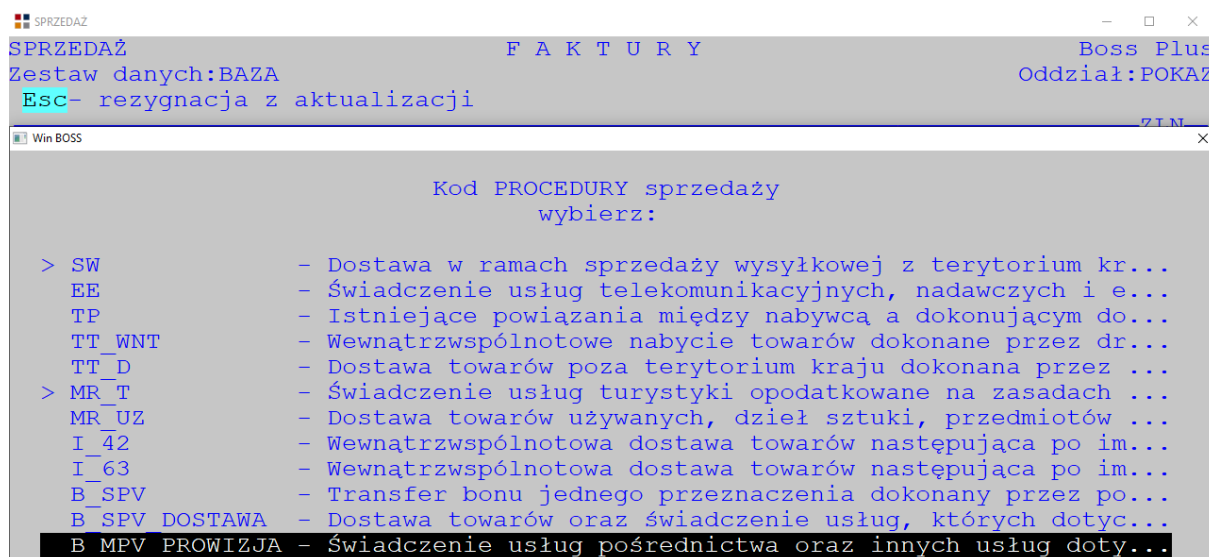 SPRZEDAŻ
SPRZEDAŻ F A K T U R Y Boss Plus
Zestaw danych:BAZA Oddział:POKAZ
Esc- rezygnacja z aktualizacji
ZLN
Win BOSS
Kod PROCEDURY sprzedaży
wybierz:
> SW - Dostawa w ramach sprzedaży wysyłkowej z terytorium kr...
EE - Świadczenie usług telekomunikacyjnych, nadawczych i e...
TP - Istniejące powiązania między nabywcą a dokonującym do...
TT_WNT - Wewnątrzwspólnotowe nabycie towarów dokonane przez dr...
TT_D - Dostawa towarów poza terytorium kraju dokonana przez ...
> MR_T - Świadczenie usług turystyki opodatkowane na zasadach ...
MR_UZ - Dostawa towarów używanych, dzieł sztuki, przedmiotów ...
I_42 - Wewnątrzwspólnotowa dostawa towarów następująca po im...
I_63 - Wewnątrzwspólnotowa dostawa towarów następująca po im...
B_SPV - Transfer bonu jednego przeznaczenia dokonany przez po...
B_SPV_DOSTAWA - Dostawa towarów oraz świadczenie usług, których dotyc...
B_MPV_PROWIZJA - Świadczenie usług pośrednictwa oraz innych usług doty...